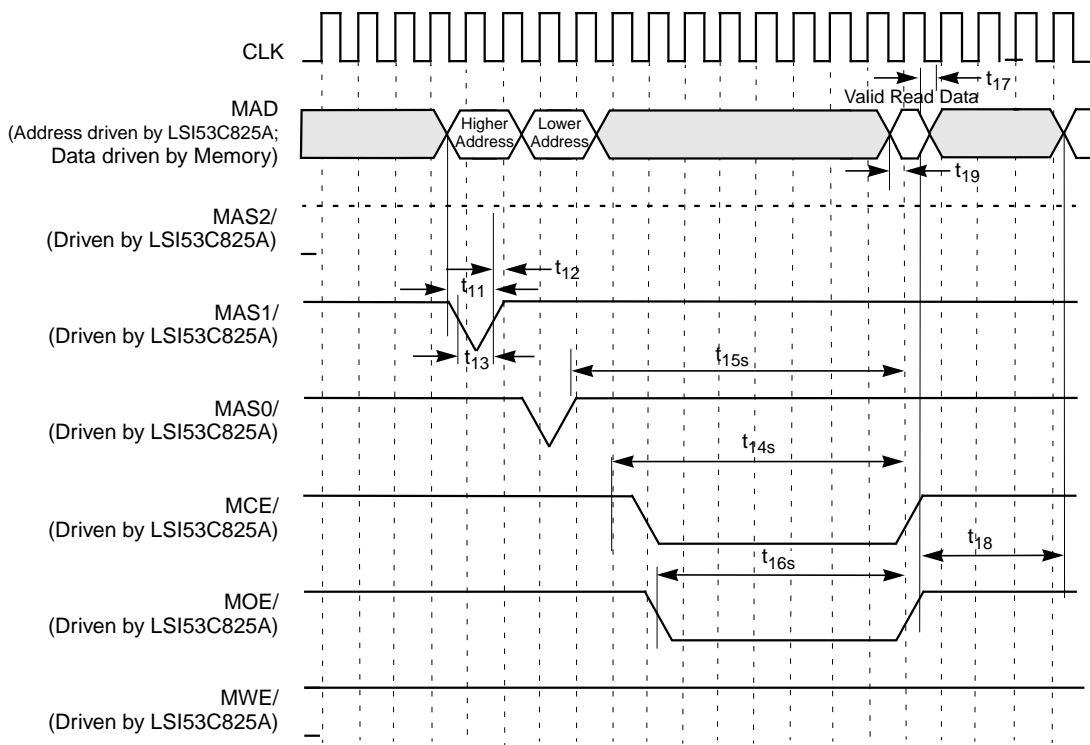 CLK
t17
Valid Read Data
MAD
(Address driven by LSI53C825A;
Data driven by Memory)
Higher
Address
Lower
Address
t19
MAS2/
(Driven by LSI53C825A)
t12
t11
MAS1/
(Driven by LSI53C825A)
t13
t15s
MAS0/
(Driven by LSI53C825A)
t14s
MCE/
(Driven by LSI53C825A)
t18
t16s
MOE/
(Driven by LSI53C825A)
MWE/
(Driven by LSI53C825A)